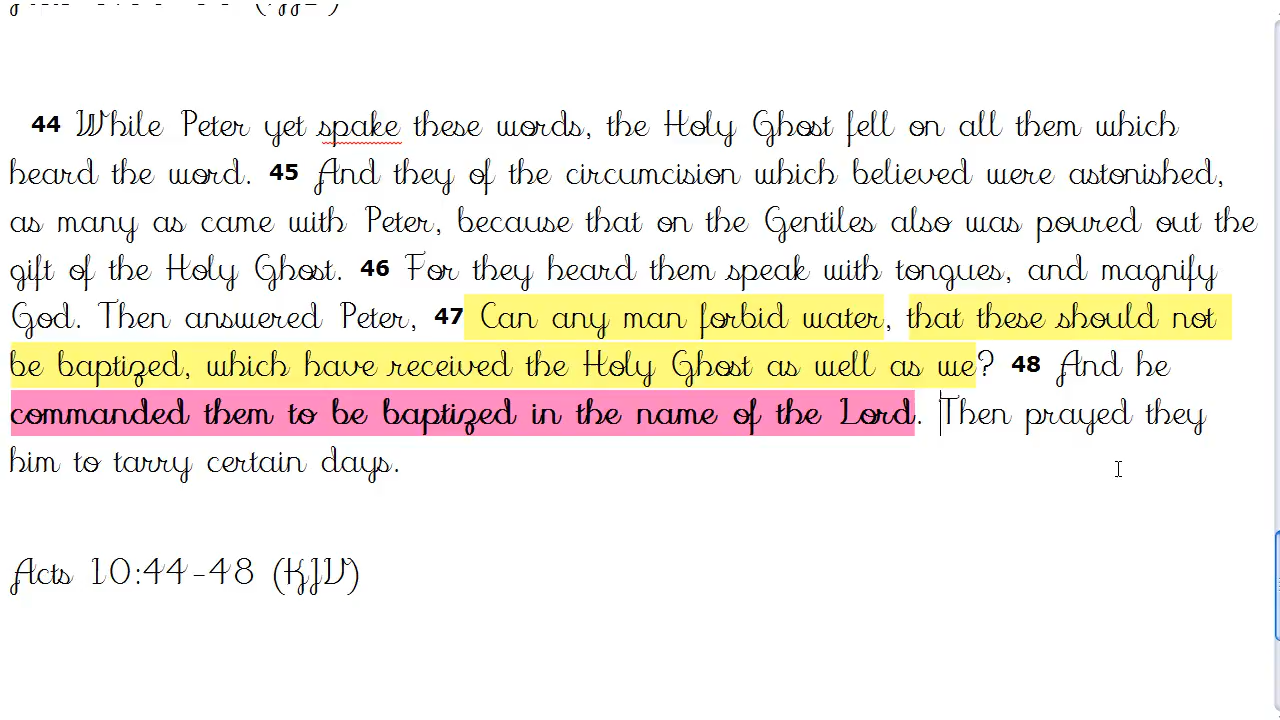 44 While Peter yet spake these words, the Holy Ghost fell on all them which
heard the word. 45 And they of the circumcision which believed were astonished,
as many as came with Peter, because that on the Gentiles also was poured out the
gift of the Holy Ghost. 46 For they heard them speak with tongues, and magnify
God. Then answered Peter, 47 Can any man forbid water, that these should not
be baptized, which have received the Holy Ghost as well as we? 48 And he
commanded them to be baptized in the name of the Lord. Then prayed they
him to tarry certain days.
Acts 10:44-48 (KJV)